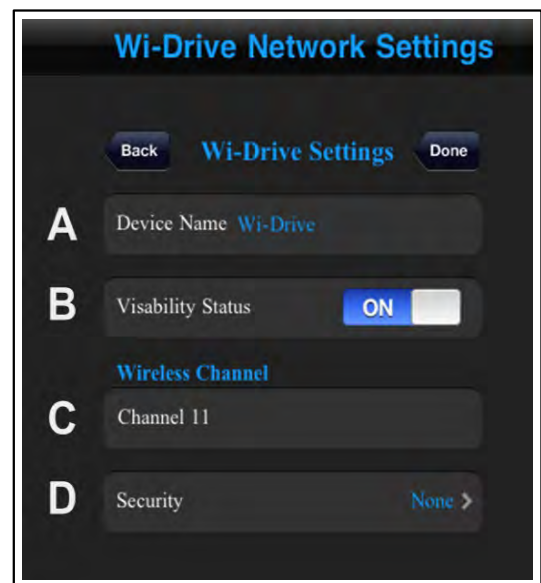 Wi-Drive Network Settings
Back Wi-Drive Settings Done
A Device Name Wi-Drive
B Visability Status ON
Wireless Channel
C Channel 11
D Security None >